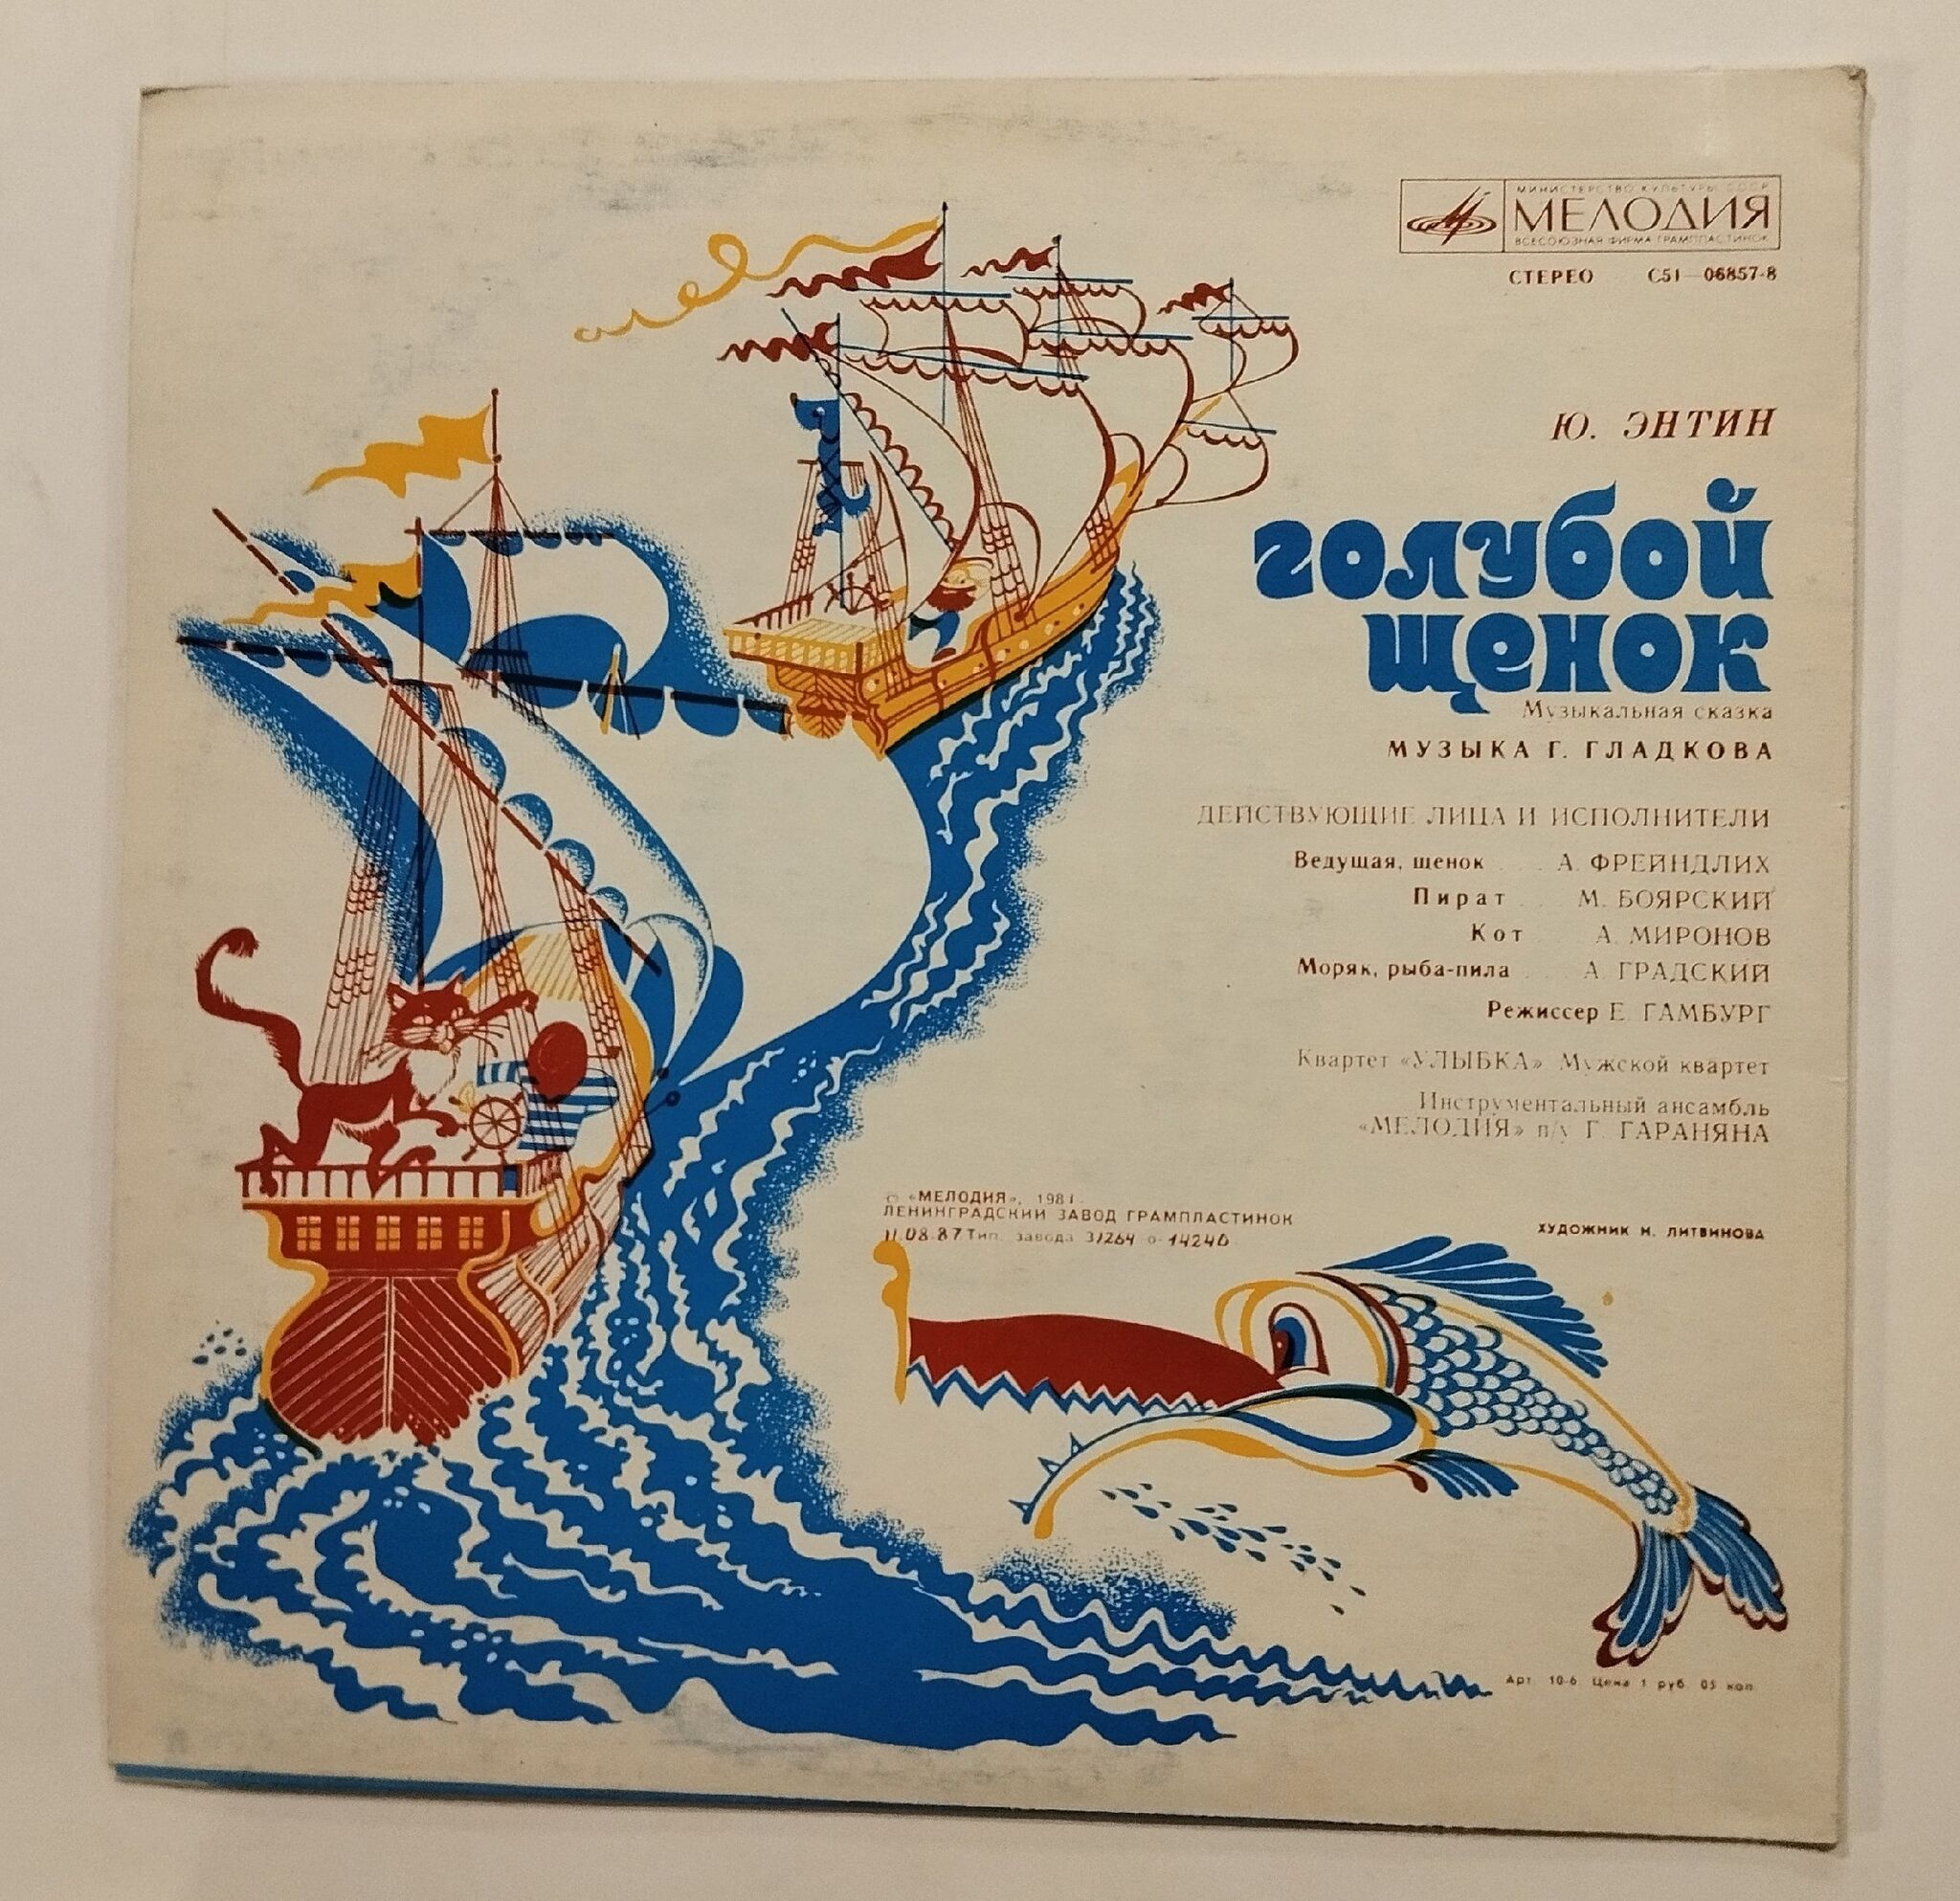 МИНИСТЕРСТВО КУЛЬТУРЫ СССР
МЕЛОДИЯ
ВСЕСОЮЗНАЯ ФИРМА ГРАМПЛАСТИНОК
СТЕРЕО С51—06857-8
Ю. ЭНТИН
ГОЛУБОЙ
ЩЕНОК
Музыкальная сказка
МУЗЫКА Г. ГЛАДКОВА
ДЕЙСТВУЮЩИЕ ЛИЦА И ИСПОЛНИТЕЛИ
Ведущая, щенок . . . А. ФРЕЙНДЛИХ
Пират . . М. БОЯРСКИЙ
Кот . . А. МИРОНОВ
Моряк, рыба-пила . . А. ГРАДСКИЙ
Режиссер Е. ГАМБУРГ
Квартет «УЛЫБКА» Мужской квартет
Инструментальный ансамбль
«МЕЛОДИЯ» п/у Г. ГАРАНЯНА
© «МЕЛОДИЯ», 1981
ЛЕНИНГРАДСКИЙ ЗАВОД ГРАМПЛАСТИНОК
11.08.87 Тип. завода 31264 о-14240
ХУДОЖНИК Н. ЛИТВИНОВА
Арт. 10-6. Цена 1 руб. 05 коп.